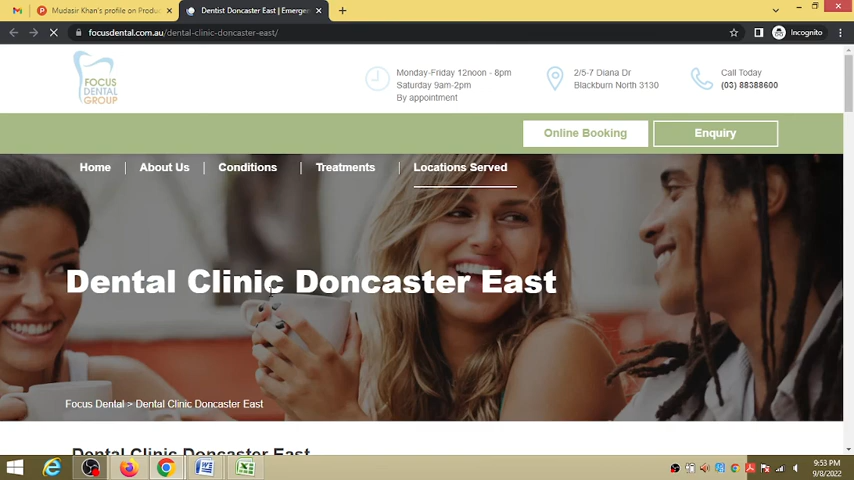 Mudasir Khan's profile on Produc
Dentist Doncaster East | Emerge
focusdental.com.au/dental-clinic-doncaster-east/
Incognito
FOCUS
DENTAL
GROUP
Monday-Friday 12noon - 8pm
Saturday 9am-2pm
By appointment
2/5-7 Diana Dr
Blackburn North 3130
Call Today
(03) 88388600
Online Booking
Enquiry
Home
About Us
Conditions
Treatments
Locations Served
Dental Clinic Doncaster East
Focus Dental > Dental Clinic Doncaster East
Dental Clinic Doncaster East
9:53 PM
9/8/2022